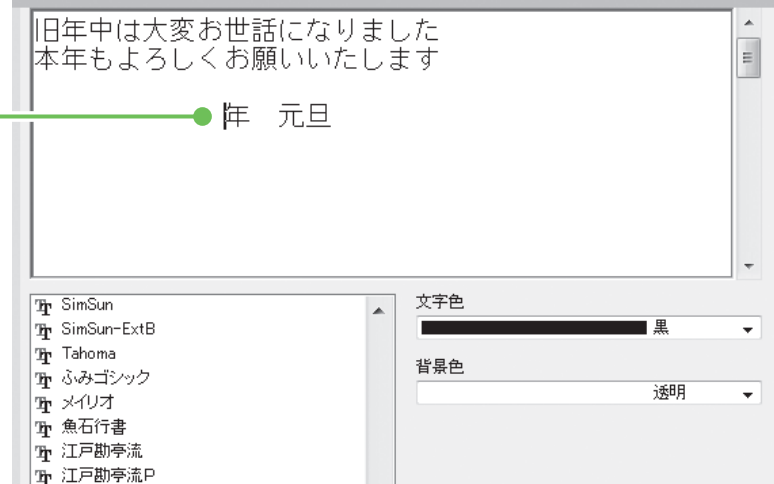 旧年中は大変お世話になりました
本年もよろしくお願いいたします
年　元旦
SimSun
SimSun-ExtB
Tahoma
ふみゴシック
メイリオ
魚石行書
江戸勘亭流
江戸勘亭流P
文字色
黒
背景色
透明